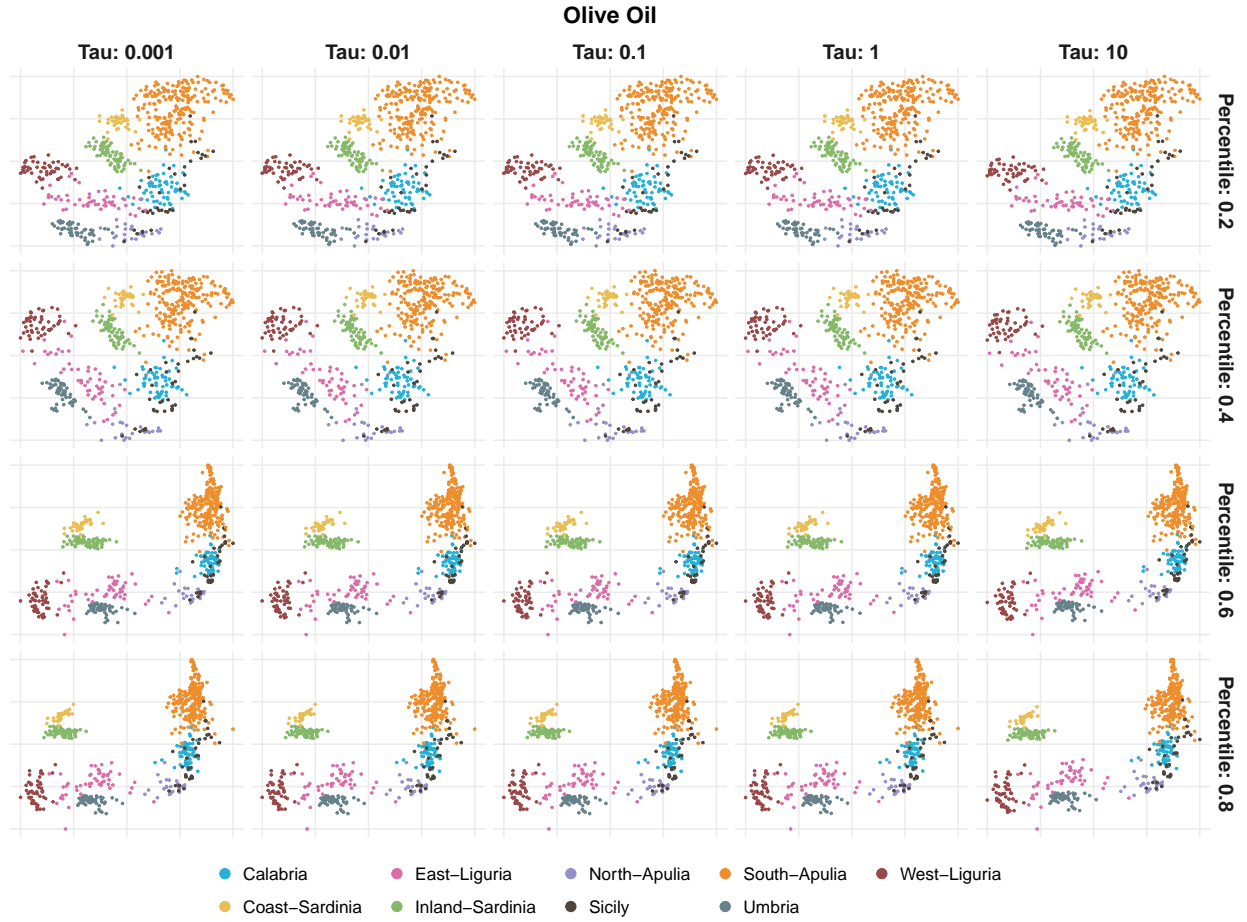 Olive Oil
Tau: 0.001 Tau: 0.01 Tau: 0.1 Tau: 1 Tau: 10
Percentile: 0.2
Percentile: 0.4
Percentile: 0.6
Percentile: 0.8
Calabria East−Liguria North−Apulia South−Apulia West−Liguria
Coast−Sardinia Inland−Sardinia Sicily Umbria